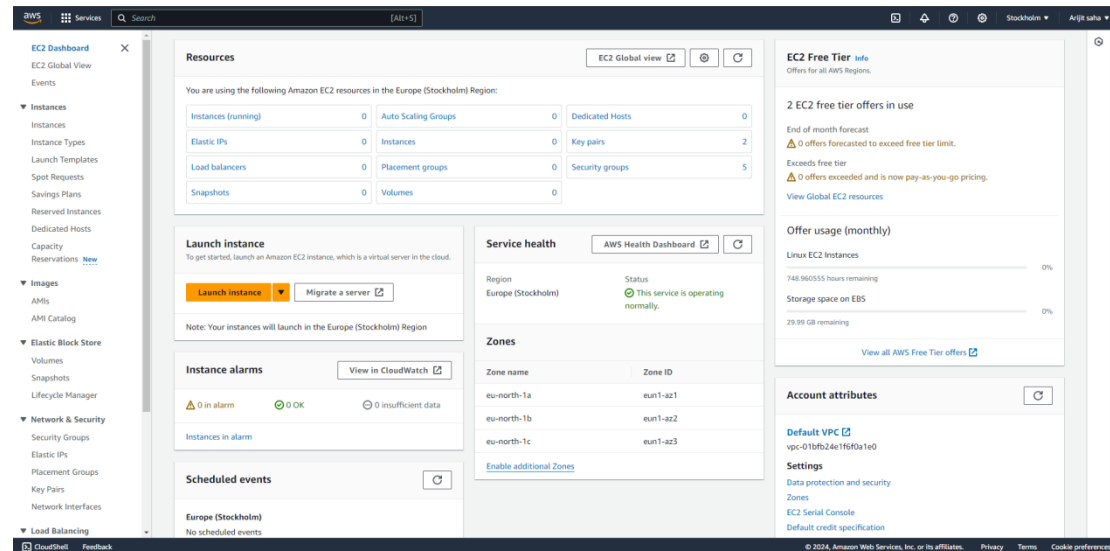 aws
Services
Search
[Alt+S]
Stockholm ▼
Arijit saha ▼
EC2 Dashboard
EC2 Global View
Events
Instances
Instances
Instance Types
Launch Templates
Spot Requests
Savings Plans
Reserved Instances
Dedicated Hosts
Capacity
Reservations New
Images
AMIs
AMI Catalog
Elastic Block Store
Volumes
Snapshots
Lifecycle Manager
Network & Security
Security Groups
Elastic IPs
Placement Groups
Key Pairs
Network Interfaces
Load Balancing
Resources
EC2 Global view
You are using the following Amazon EC2 resources in the Europe (Stockholm) Region:
Instances (running) 0 Auto Scaling Groups 0 Dedicated Hosts 0
Elastic IPs 0 Instances 0 Key pairs 2
Load balancers 0 Placement groups 0 Security groups 5
Snapshots 0 Volumes 0
Launch instance
To get started, launch an Amazon EC2 instance, which is a virtual server in the cloud.
Launch instance
Migrate a server
Note: Your instances will launch in the Europe (Stockholm) Region
Instance alarms
View in CloudWatch
0 in alarm 0 OK 0 insufficient data
Instances in alarm
Scheduled events
Europe (Stockholm)
No scheduled events
Service health
AWS Health Dashboard
Region Status
Europe (Stockholm) This service is operating
normally.
Zones
Zone name Zone ID
eu-north-1a eun1-az1
eu-north-1b eun1-az2
eu-north-1c eun1-az3
Enable additional Zones
EC2 Free Tier Info
Offers for all AWS Regions.
2 EC2 free tier offers in use
End of month forecast
0 offers forecasted to exceed free tier limit.
Exceeds free tier
0 offers exceeded and is now pay-as-you-go pricing.
View Global EC2 resources
Offer usage (monthly)
Linux EC2 Instances
0%
748.960555 hours remaining
Storage space on EBS
0%
29.99 GB remaining
View all AWS Free Tier offers
Account attributes
Default VPC
vpc-01bfb24e1f6f0a1e0
Settings
Data protection and security
Zones
EC2 Serial Console
Default credit specification
CloudShell Feedback
© 2024, Amazon Web Services, Inc. or its affiliates. Privacy Terms Cookie preferences